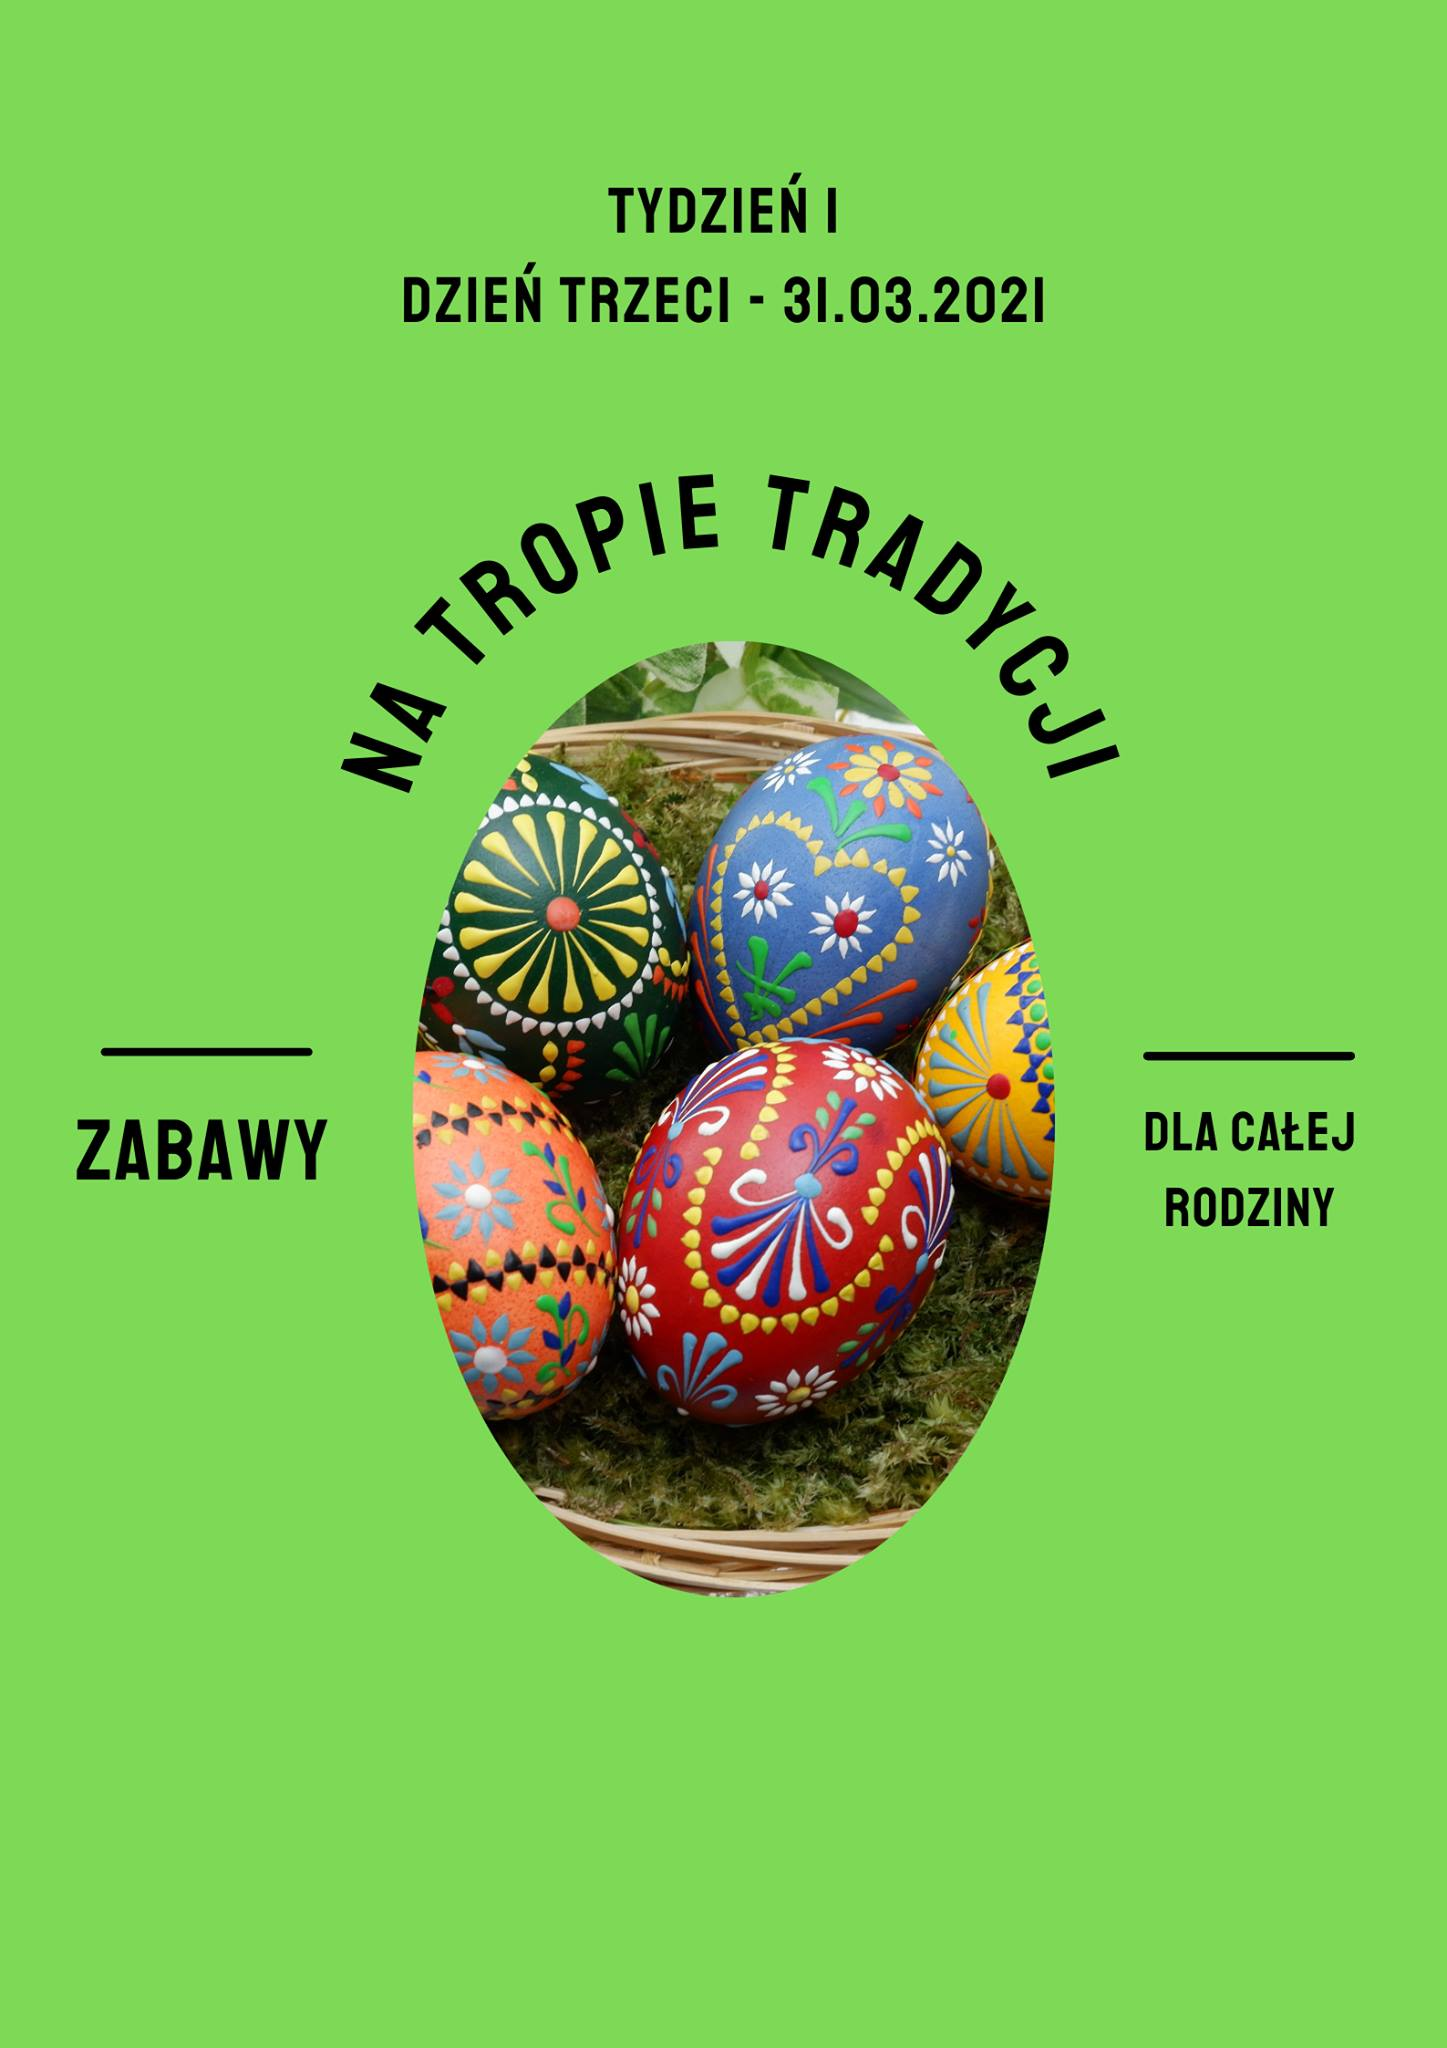 TYDZIEŃ I
DZIEŃ TRZECI - 31.03.2021
NA TROPIE TRADYCJI
ZABAWY
DLA CAŁEJ
RODZINY